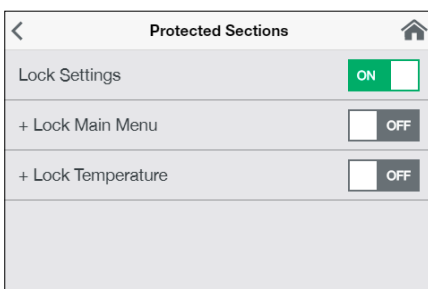 Protected Sections
Lock Settings ON
+ Lock Main Menu OFF
+ Lock Temperature OFF